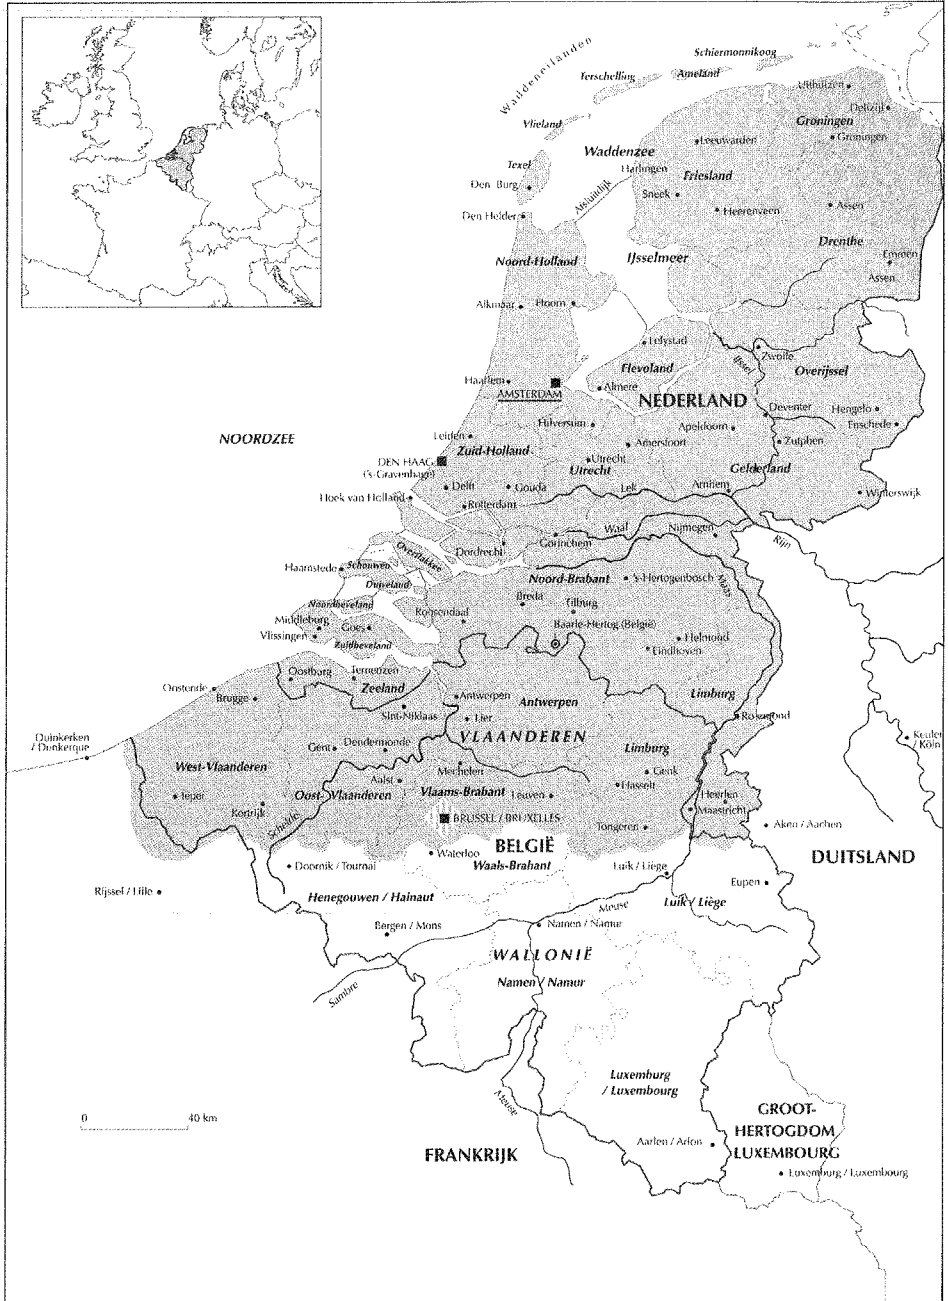 Waddeneilanden
Schiermonnikoog
Terschelling
Ameland
Vlieland
Uithuizen
Delfzijl
Groningen
Groningen
Leeuwarden
Waddenzee
Texel
Harlingen
Friesland
Den Burg
Afsluitdijk
Sneek
Assen
Heerenveen
Den Helder
Drenthe
Noord-Holland
IJsselmeer
Emmen
Assen
Alkmaar
Hoorn
Lelystad
IJssel
Zwolle
Flevoland
Overijssel
Haarlem
Almere
AMSTERDAM
NEDERLAND
Deventer
Hengelo
Enschede
NOORDZEE
Hilversum
Apeldoorn
Leiden
Zuid-Holland
Amersfoort
Zutphen
DEN HAAG
('s-Gravenhage)
Utrecht
Utrecht
Gelderland
Delft
Gouda
Lek
Arnhem
Winterswijk
Hoek van Holland
Rotterdam
Waal
Nijmegen
Gorinchem
Rijn
Dordrecht
Overflakkee
Haamstede
Schouwen
Duiveland
Noord-Brabant
's-Hertogenbosch
Maas
Noordbeveland
Roosendaal
Breda
Tilburg
Middelburg
Goes
Baarle-Hertog (België)
Vlissingen
Zuidbeveland
Helmond
Eindhoven
Oostburg
Terneuzen
Oostende
Zeeland
Brugge
Antwerpen
Antwerpen
Limburg
Sint-Niklaas
Lier
Roermond
Duinkerken
/ Dunkerque
VLAANDEREN
Keulen
/ Köln
Gent
Dendermonde
Limburg
West-Vlaanderen
Mechelen
Genk
Aalst
Hasselt
Ieper
Oost-Vlaanderen
Vlaams-Brabant
Leuven
Heerlen
Maastricht
Kortrijk
Schelde
BRUSSEL / BRUXELLES
Tongeren
Aken / Aachen
BELGIË
Waterloo
Waals-Brabant
DUITSLAND
Doornik / Tournai
Luik / Liège
Eupen
Rijssel / Lille
Henegouwen / Hainaut
Meuse
Luik / Liège
Bergen / Mons
Namen / Namur
WALLONIË
Sambre
Namen / Namur
Luxemburg
/ Luxembourg
Meuse
0 40 km
GROOT-
HERTOGDOM
LUXEMBOURG
FRANKRIJK
Aarlen / Arlon
Luxemburg / Luxembourg